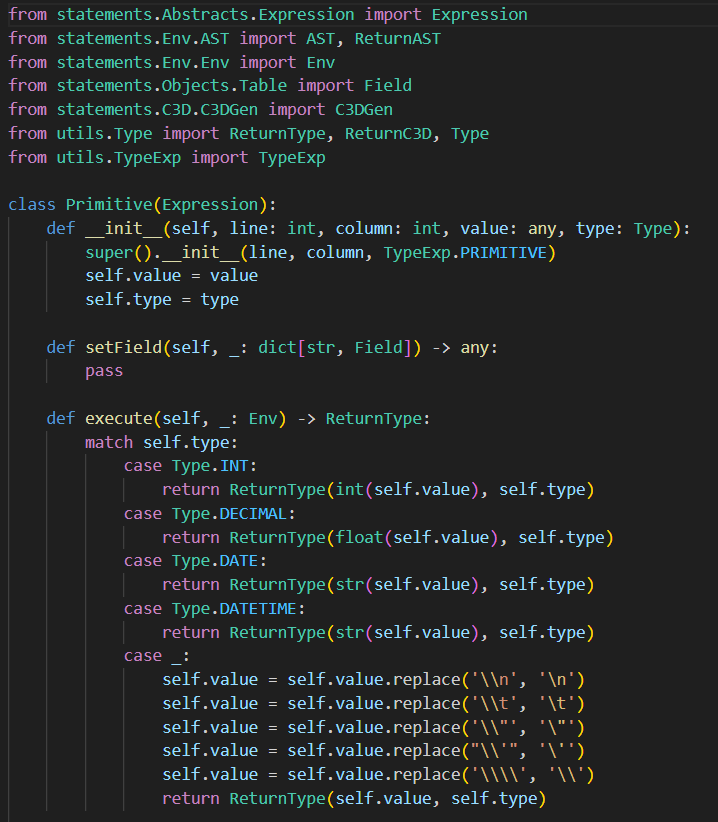 from statements.Abstracts.Expression import Expression
from statements.Env.AST import AST, ReturnAST
from statements.Env.Env import Env
from statements.Objects.Table import Field
from statements.C3D.C3DGen import C3DGen
from utils.Type import ReturnType, ReturnC3D, Type
from utils.TypeExp import TypeExp

class Primitive(Expression):
    def __init__(self, line: int, column: int, value: any, type: Type):
        super().__init__(line, column, TypeExp.PRIMITIVE)
        self.value = value
        self.type = type

    def setField(self, _: dict[str, Field]) -> any:
        pass

    def execute(self, _: Env) -> ReturnType:
        match self.type:
            case Type.INT:
                return ReturnType(int(self.value), self.type)
            case Type.DECIMAL:
                return ReturnType(float(self.value), self.type)
            case Type.DATE:
                return ReturnType(str(self.value), self.type)
            case Type.DATETIME:
                return ReturnType(str(self.value), self.type)
            case _:
                self.value = self.value.replace('\\n', '\n')
                self.value = self.value.replace('\\t', '\t')
                self.value = self.value.replace('\\"', '\"')
                self.value = self.value.replace("\\'", '\'')
                self.value = self.value.replace('\\\\', '\\')
                return ReturnType(self.value, self.type)